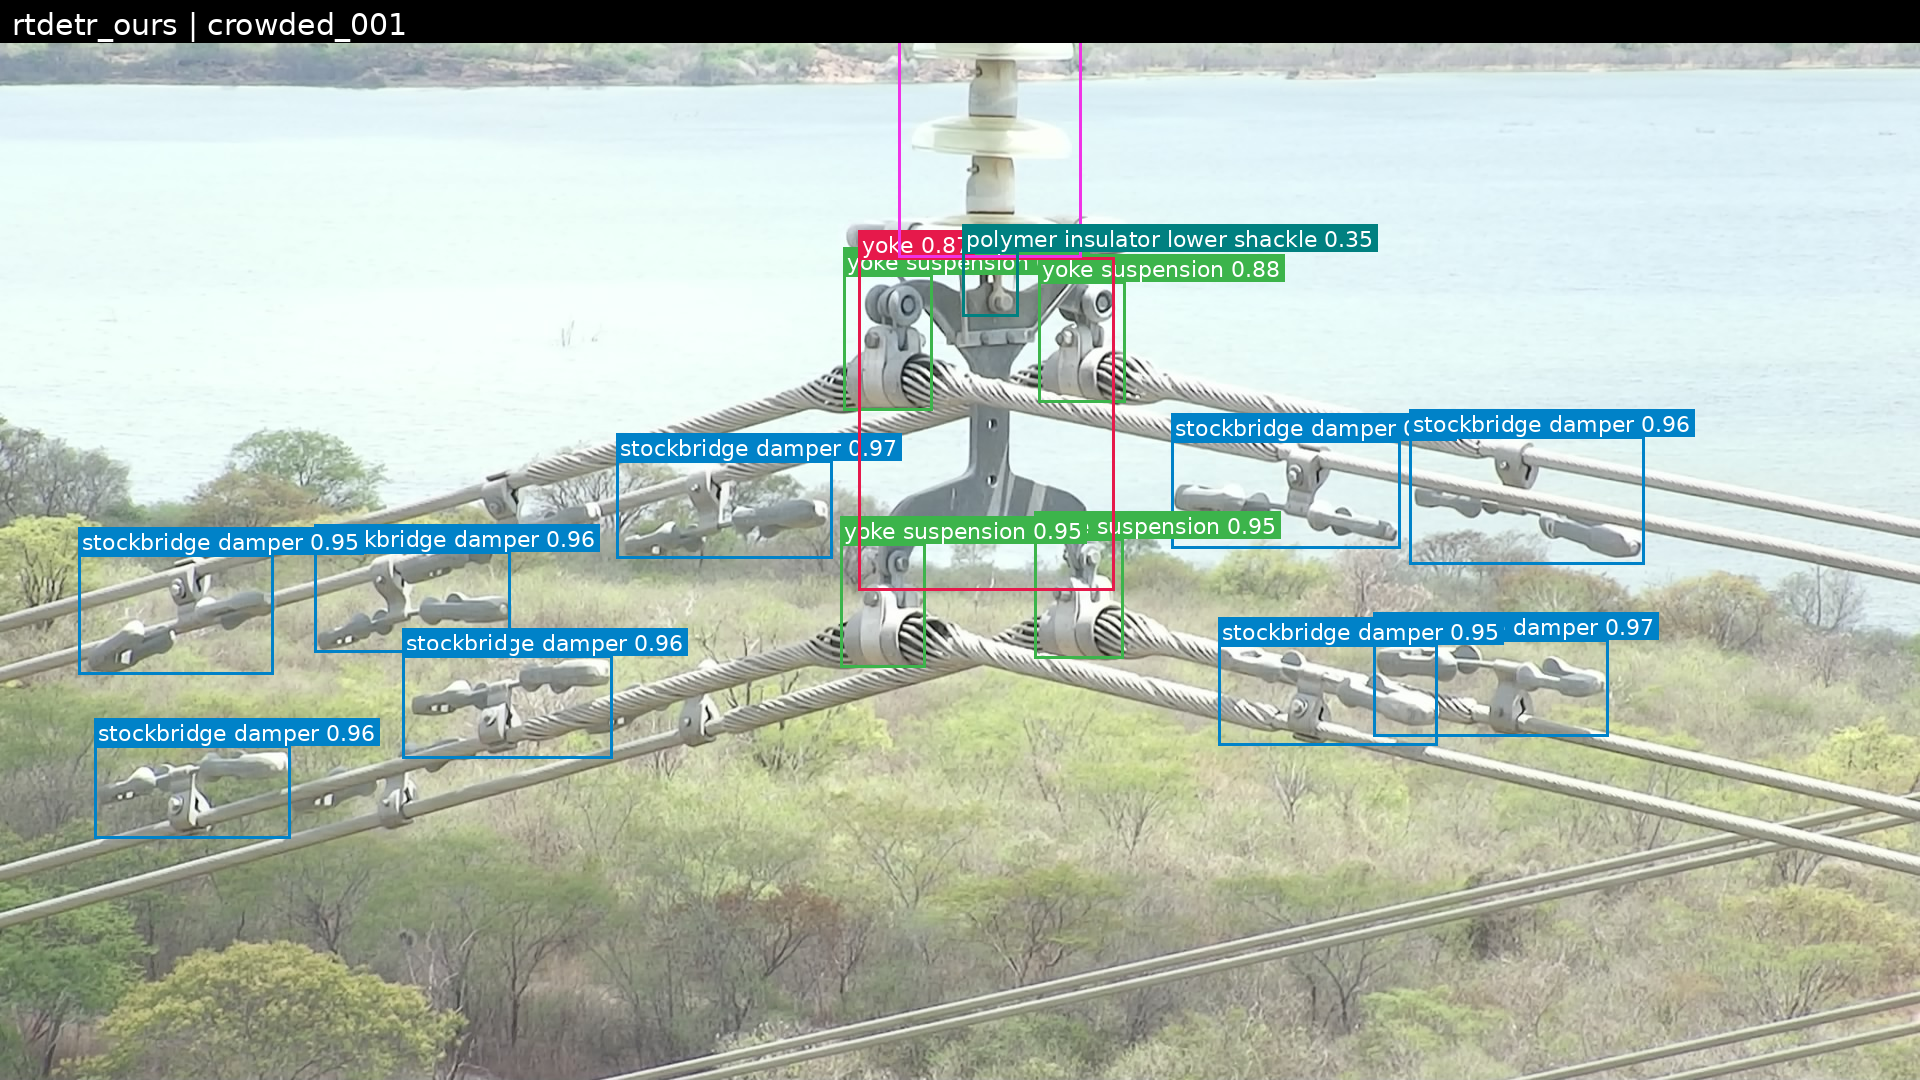 rtdetr_ours | crowded_001
polymer insulator lower shackle 0.35
yoke 0.87
yoke suspension
yoke suspension 0.88
stockbridge damper 0.96
stockbridge damper
stockbridge damper 0.97
yoke suspension 0.95
suspension 0.95
stockbridge damper 0.95
kbridge damper 0.96
stockbridge damper 0.96
stockbridge damper 0.95
damper 0.97
stockbridge damper 0.96